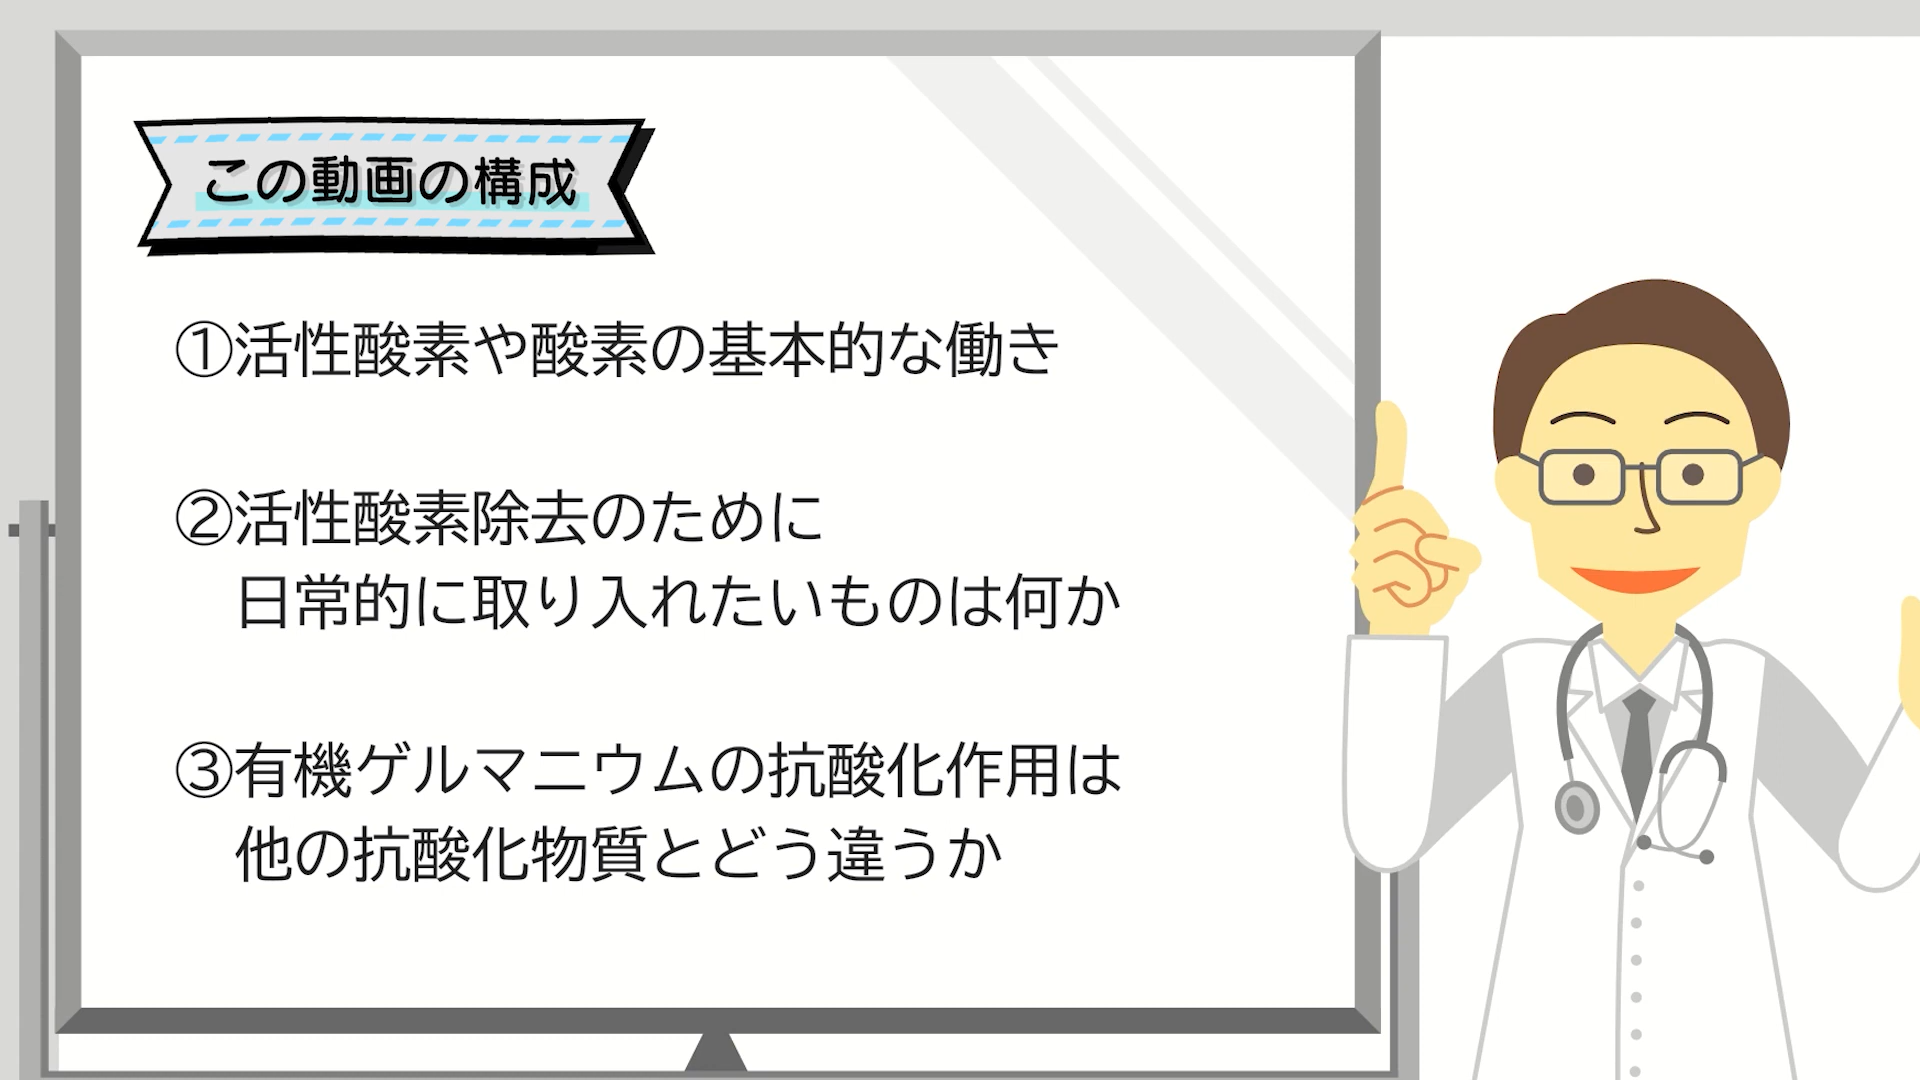 この動画の構成
①活性酸素や酸素の基本的な働き
②活性酸素除去のために
日常的に取り入れたいものは何か
③有機ゲルマニウムの抗酸化作用は
他の抗酸化物質とどう違うか